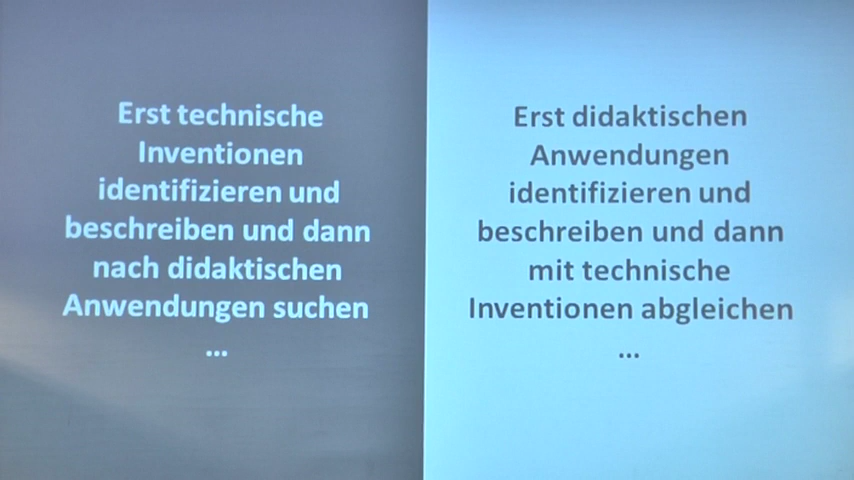 Erst technische
Inventionen
identifizieren und
beschreiben und dann
nach didaktischen
Anwendungen suchen
...
Erst didaktischen
Anwendungen
identifizieren und
beschreiben und dann
mit technische
Inventionen abgleichen
...